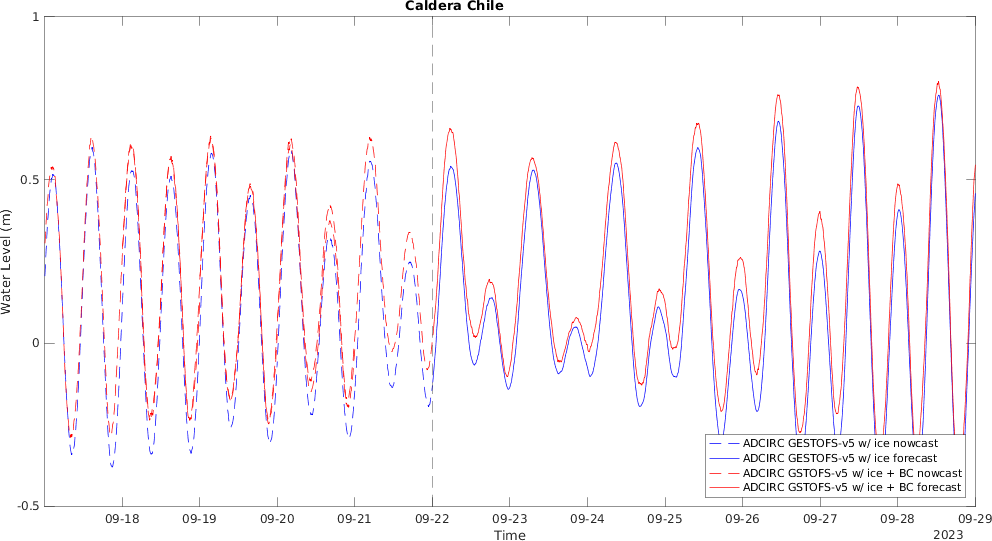 Caldera Chile
Water Level (m)
1
0.5
0
-0.5
09-18 09-19 09-20 09-21 09-22 09-23 09-24 09-25 09-26 09-27 09-28 09-29
Time
2023
ADCIRC GESTOFS-v5 w/ ice nowcast
ADCIRC GESTOFS-v5 w/ ice forecast
ADCIRC GSTOFS-v5 w/ ice + BC nowcast
ADCIRC GSTOFS-v5 w/ ice + BC forecast